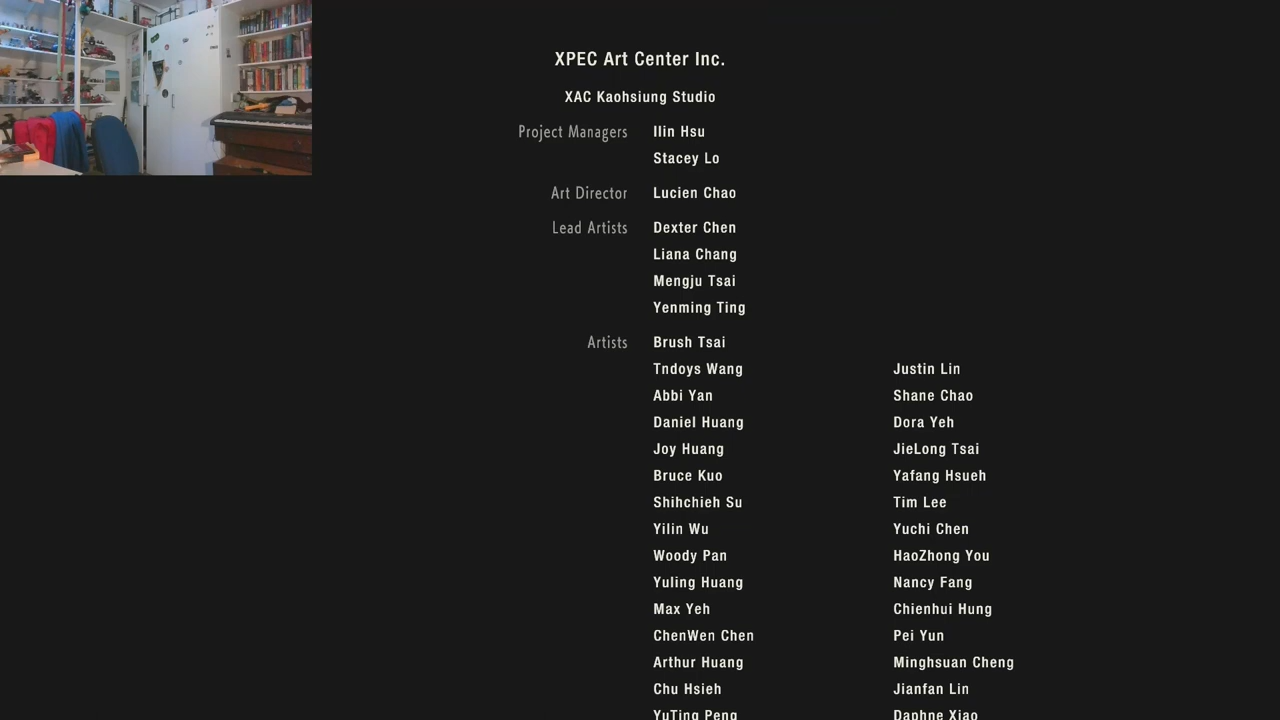 XPEC Art Center Inc.
XAC Kaohsiung Studio
Project Managers Ilin Hsu
Stacey Lo
Art Director Lucien Chao
Lead Artists Dexter Chen
Liana Chang
Mengju Tsai
Yenming Ting
Artists Brush Tsai
Tndoys Wang Justin Lin
Abbi Yan Shane Chao
Daniel Huang Dora Yeh
Joy Huang JieLong Tsai
Bruce Kuo Yafang Hsueh
Shihchieh Su Tim Lee
Yilin Wu Yuchi Chen
Woody Pan HaoZhong You
Yuling Huang Nancy Fang
Max Yeh Chienhui Hung
ChenWen Chen Pei Yun
Arthur Huang Minghsuan Cheng
Chu Hsieh Jianfan Lin
YuTing Peng Daphne Xiao